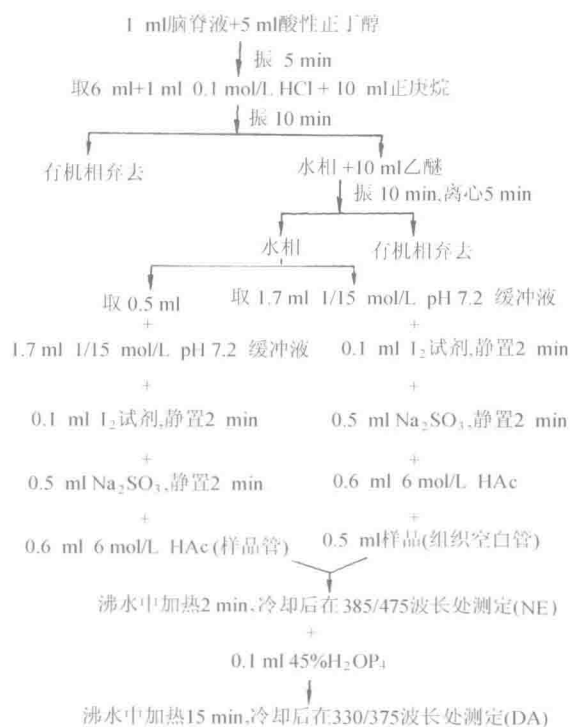 1 ml脑脊液+5 ml酸性正丁醇
振 5 min
取6 ml+1 ml 0.1 mol/L HCl + 10 ml正庚烷
振 10 min
有机相弃去
水相 +10 ml乙醚
振 10 min,离心5 min
水相
有机相弃去
取 0.5 ml
+
1.7 ml 1/15 mol/L pH 7.2 缓冲液
+
0.1 ml I₂试剂,静置2 min
+
0.5 ml Na₂SO₃,静置2 min
+
0.6 ml 6 mol/L HAc (样品管)
取 1.7 ml 1/15 mol/L pH 7.2 缓冲液
+
0.1 ml I₂试剂,静置2 min
+
0.5 ml Na₂SO₃,静置2 min
+
0.6 ml 6 mol/L HAc
+
0.5 ml样品(组织空白管)
沸水中加热2 min,冷却后在385/475波长处测定(NE)
+
0.1 ml 45%H₂OP₄
沸水中加热15 min,冷却后在330/375波长处测定(DA)